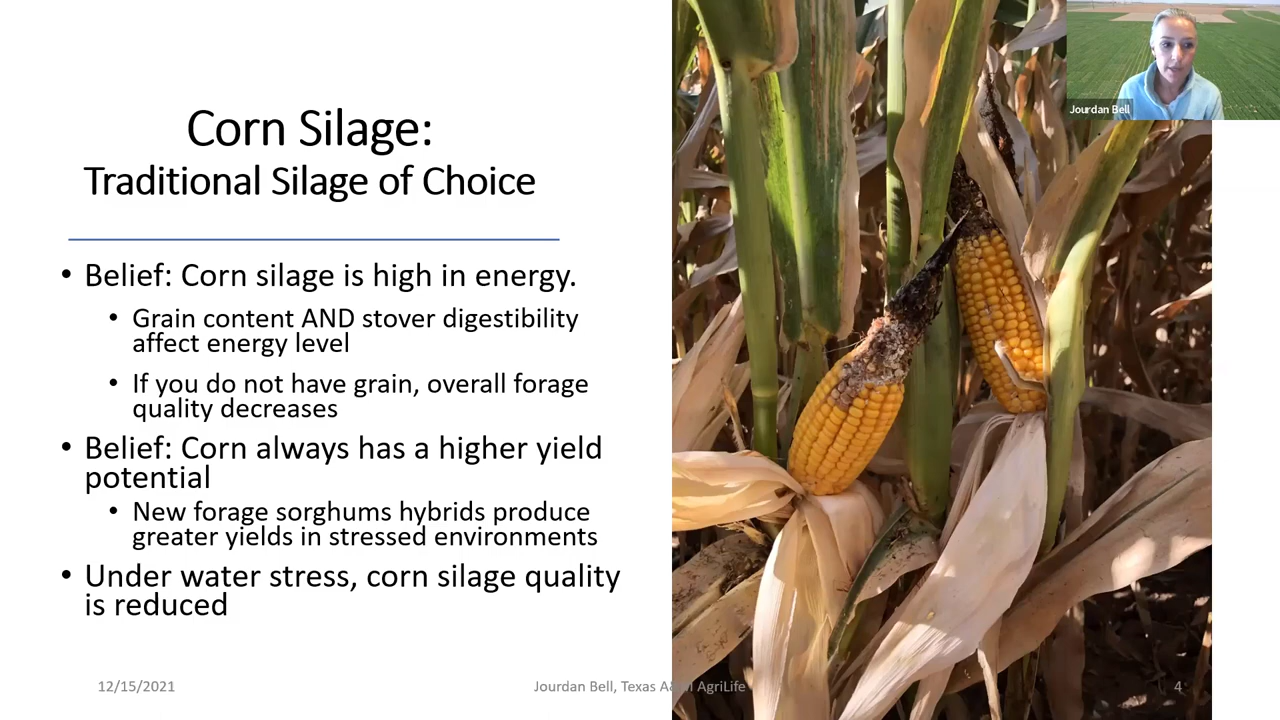 Corn Silage:
Traditional Silage of Choice
• Belief: Corn silage is high in energy.
• Grain content AND stover digestibility
affect energy level
• If you do not have grain, overall forage
quality decreases
• Belief: Corn always has a higher yield
potential
• New forage sorghums hybrids produce
greater yields in stressed environments
• Under water stress, corn silage quality
is reduced
12/15/2021
Jourdan Bell, Texas A&M AgriLife
4
Jourdan Bell